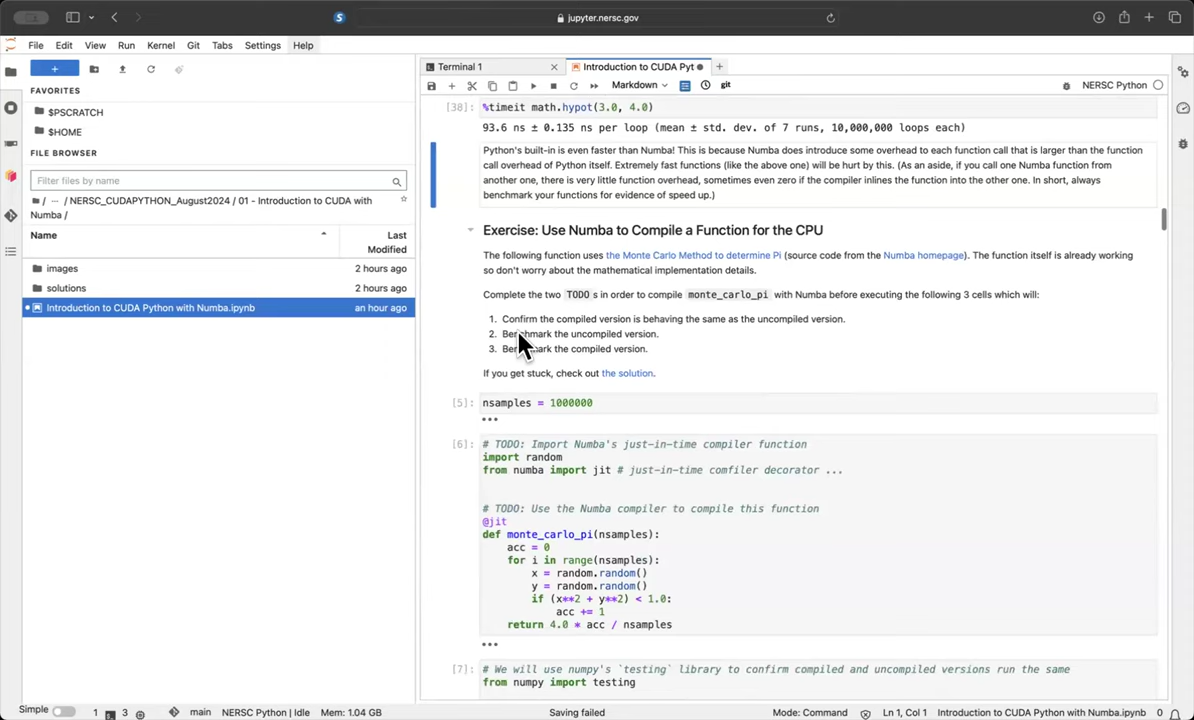 jupyter.nersc.gov
File Edit View Run Kernel Git Tabs Settings Help
FAVORITES
$PSCRATCH
$HOME
FILE BROWSER
Filter files by name
/ ··· / NERSC_CUDAPYTHON_August2024 / 01 - Introduction to CUDA with
Numba /
Name Last
Modified
images 2 hours ago
solutions 2 hours ago
Introduction to CUDA Python with Numba.ipynb an hour ago
Terminal 1 Introduction to CUDA Pyt
Markdown git NERSC Python
[38]: %timeit math.hypot(3.0, 4.0)
93.6 ns ± 0.135 ns per loop (mean ± std. dev. of 7 runs, 10,000,000 loops each)
Python's built-in is even faster than Numba! This is because Numba does introduce some overhead to each function call that is larger than the function
call overhead of Python itself. Extremely fast functions (like the above one) will be hurt by this. (As an aside, if you call one Numba function from
another one, there is very little function overhead, sometimes even zero if the compiler inlines the function into the other one. In short, always
benchmark your functions for evidence of speed up.)
Exercise: Use Numba to Compile a Function for the CPU
The following function uses the Monte Carlo Method to determine Pi (source code from the Numba homepage). The function itself is already working
so don't worry about the mathematical implementation details.
Complete the two TODO s in order to compile monte_carlo_pi with Numba before executing the following 3 cells which will:
1. Confirm the compiled version is behaving the same as the uncompiled version.
2. Benchmark the uncompiled version.
3. Benchmark the compiled version.
If you get stuck, check out the solution.
[5]: nsamples = 1000000
•••
[6]: # TODO: Import Numba's just-in-time compiler function
import random
from numba import jit # just-in-time comfiler decorator ...
# TODO: Use the Numba compiler to compile this function
@jit
def monte_carlo_pi(nsamples):
acc = 0
for i in range(nsamples):
x = random.random()
y = random.random()
if (x**2 + y**2) < 1.0:
acc += 1
return 4.0 * acc / nsamples
•••
[7]: # We will use numpy's `testing` library to confirm compiled and uncompiled versions run the same
from numpy import testing
Simple 1 3 main NERSC Python | Idle Mem: 1.04 GB Saving failed Mode: Command Ln 1, Col 1 Introduction to CUDA Python with Numba.ipynb 0